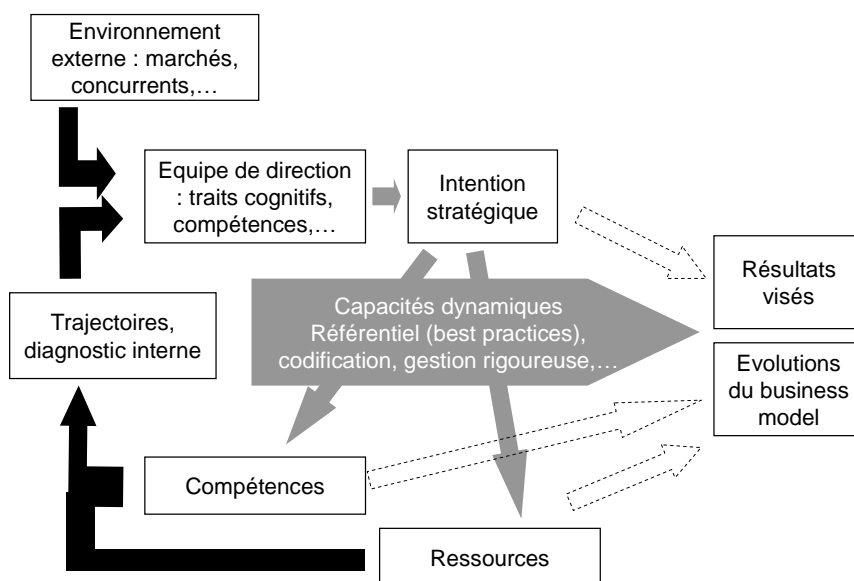 Environnement
externe : marchés,
concurrents,…
Equipe de direction
: traits cognitifs,
compétences,…
Intention
stratégique
Résultats
visés
Capacités dynamiques
Référentiel (best practices),
codification, gestion rigoureuse,…
Trajectoires,
diagnostic interne
Evolutions
du business
model
Compétences
Ressources